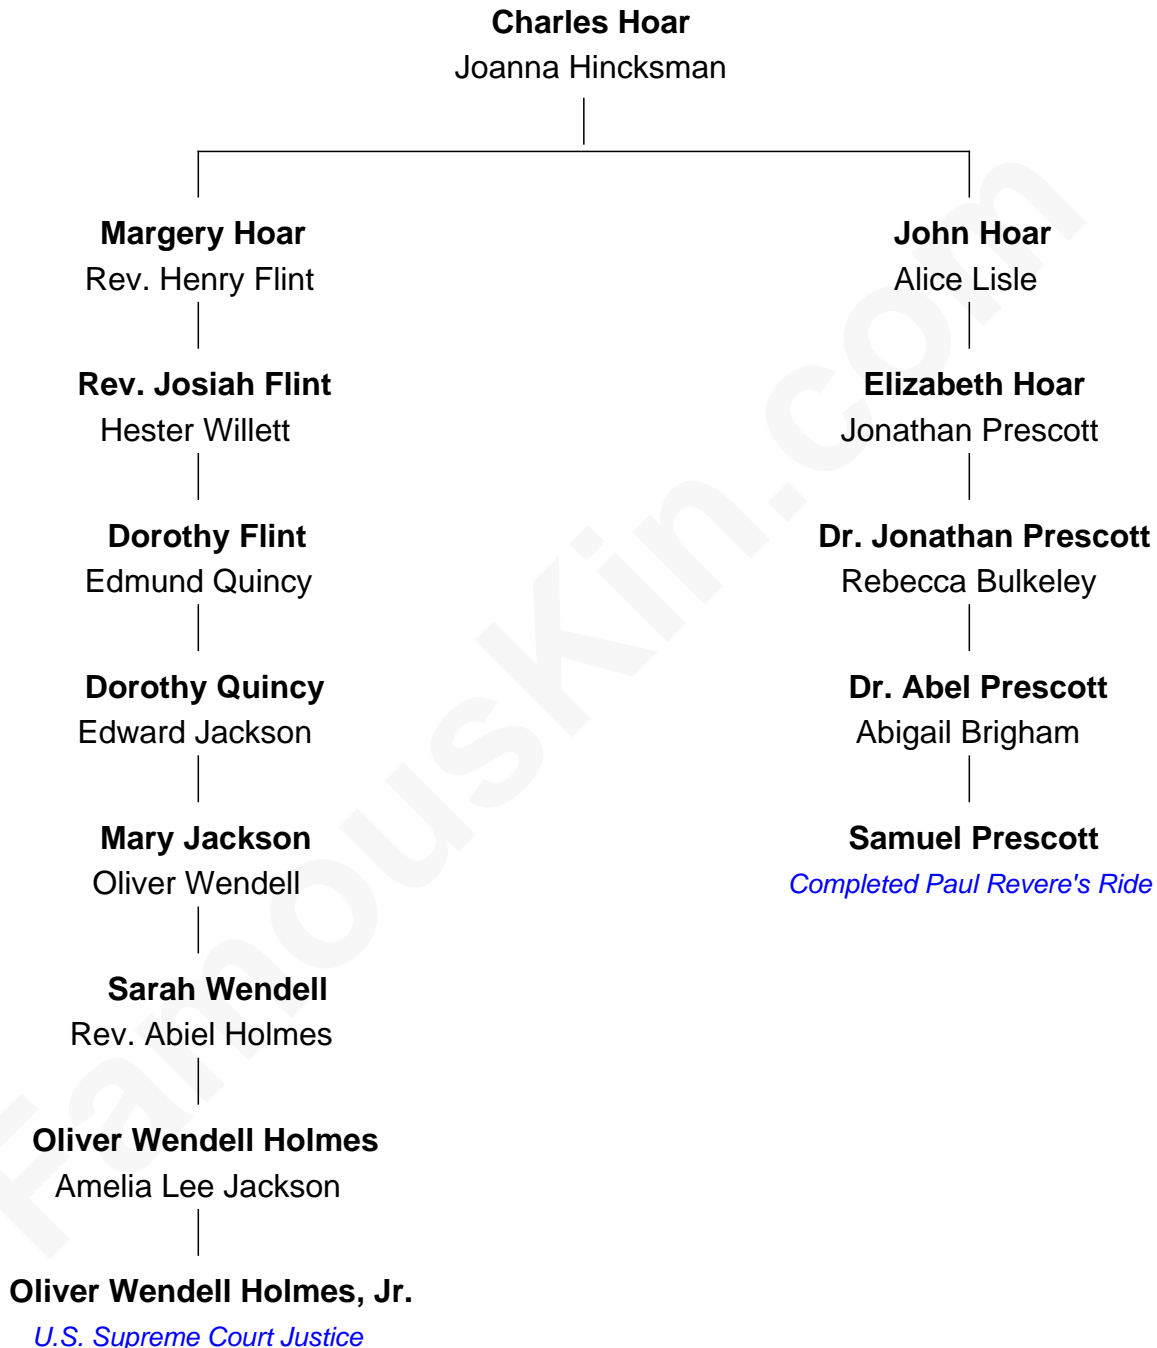 Charles Hoar
Joanna Hincksman
Margery Hoar
Rev. Henry Flint
John Hoar
Alice Lisle
Rev. Josiah Flint
Hester Willett
Elizabeth Hoar
Jonathan Prescott
Dorothy Flint
Edmund Quincy
Dr. Jonathan Prescott
Rebecca Bulkeley
Dorothy Quincy
Edward Jackson
Dr. Abel Prescott
Abigail Brigham
Mary Jackson
Oliver Wendell
Samuel Prescott
Completed Paul Revere's Ride
Sarah Wendell
Rev. Abiel Holmes
Oliver Wendell Holmes
Amelia Lee Jackson
Oliver Wendell Holmes, Jr.
U.S. Supreme Court Justice
FamousKin.com